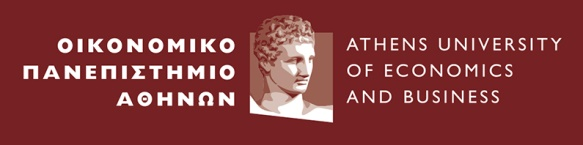 ΟΙΚΟΝΟΜΙΚΟ
ΠΑΝΕΠΙΣΤΗΜΙΟ
ΑΘΗΝΩΝ
ATHENS UNIVERSITY
OF ECONOMICS
AND BUSINESS